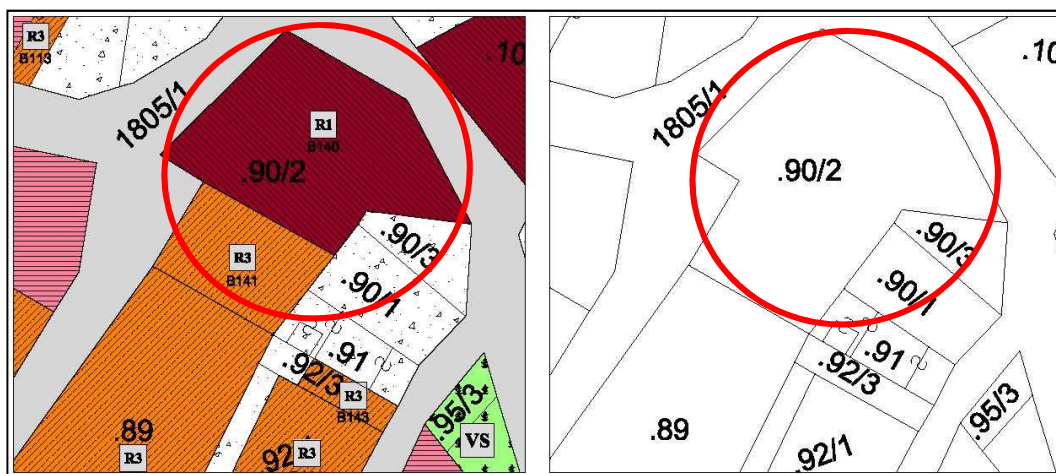 R3
B113
.10
1805/1
R1
B140
.90/2
R3
B141
.90/3
.90/1
.91
.92/3
R3
B143
.89
R3
92
R3
.95/3
VS
.10
1805/1
.90/2
.90/3
.90/1
.91
.92/3
.89
.92/1
.95/3